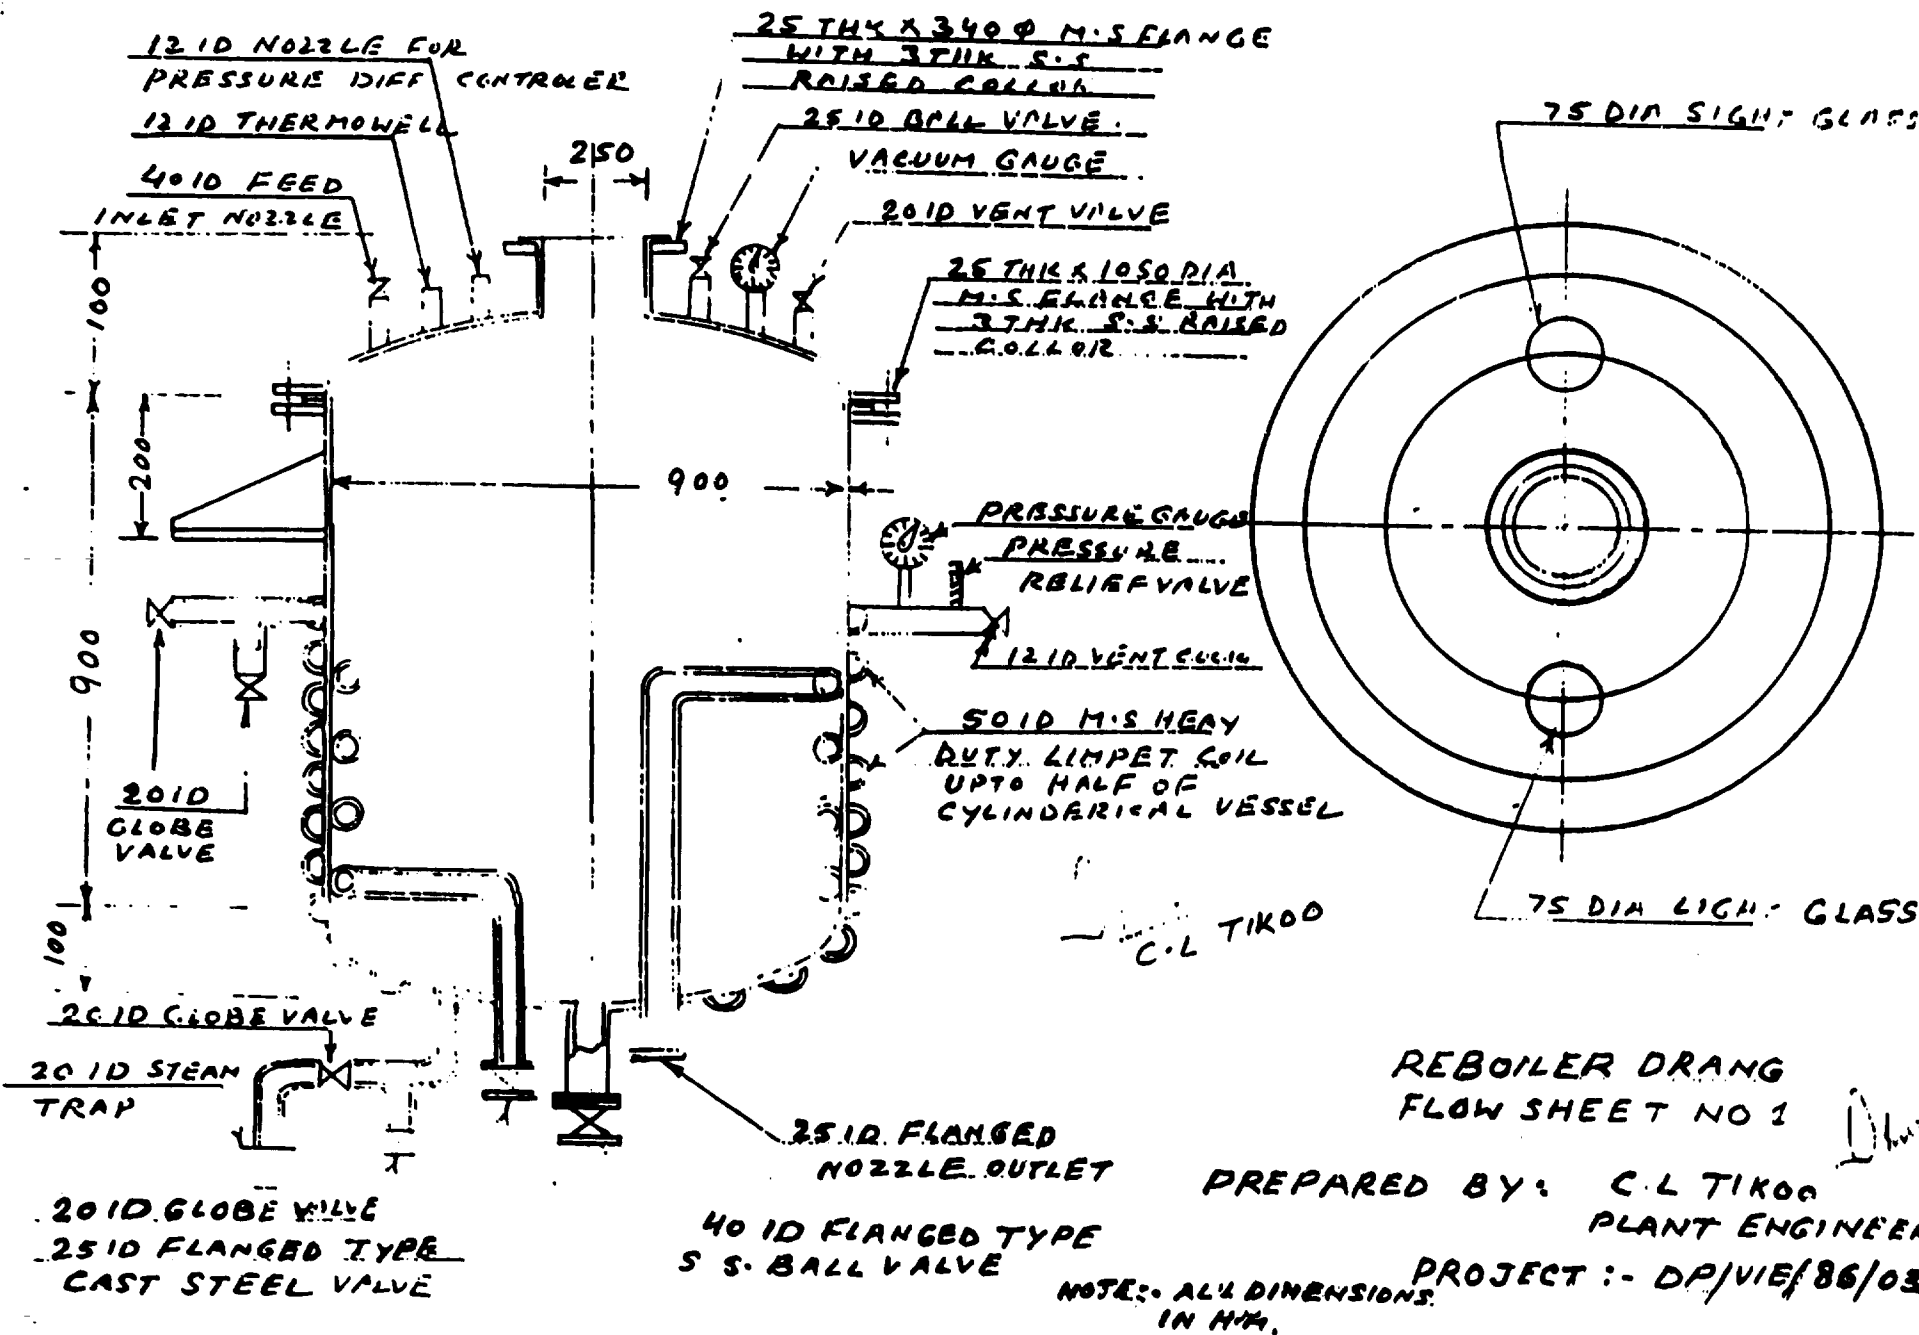 12 ID NOZZLE FOR
PRESSURE DIFF CONTROLER
12 ID THERMOWELL
40 ID FEED
INLET NOZZLE
250
25 THK X 340 Φ M.S FLANGE
WITH 3 THK S.S
RAISED COLLOR
25 ID BALL VALVE.
VACUUM GAUGE
20 ID VENT VALVE
25 THK X 1050 DIA
M.S FLANGE WITH
3 THK S.S RAISED
COLLOR
75 DIA SIGHT GLASS
100
200
900
900
100
PRESSURE GAUGE
PRESSURE
RELIEF VALVE
12 ID VENT
50 ID M.S HEAY
DUTY LIMPET COIL
UPTO HALF OF
CYLINDERICAL VESSEL
20 ID
GLOBE
VALVE
75 DIA LIGHT GLASS
C.L TIKOO
20 ID GLOBE VALVE
20 ID STEAM
TRAP
25 ID FLANGED
NOZZLE OUTLET
20 ID GLOBE VALVE
25 ID FLANGED TYPE
CAST STEEL VALVE
40 ID FLANGED TYPE
S S. BALL VALVE
REBOILER DRANG
FLOW SHEET NO 1
PREPARED BY: C.L TIKOO
PLANT ENGINEER
PROJECT :- DP/VIE/86/03
NOTE:- ALL DIMENSIONS
IN M.M.